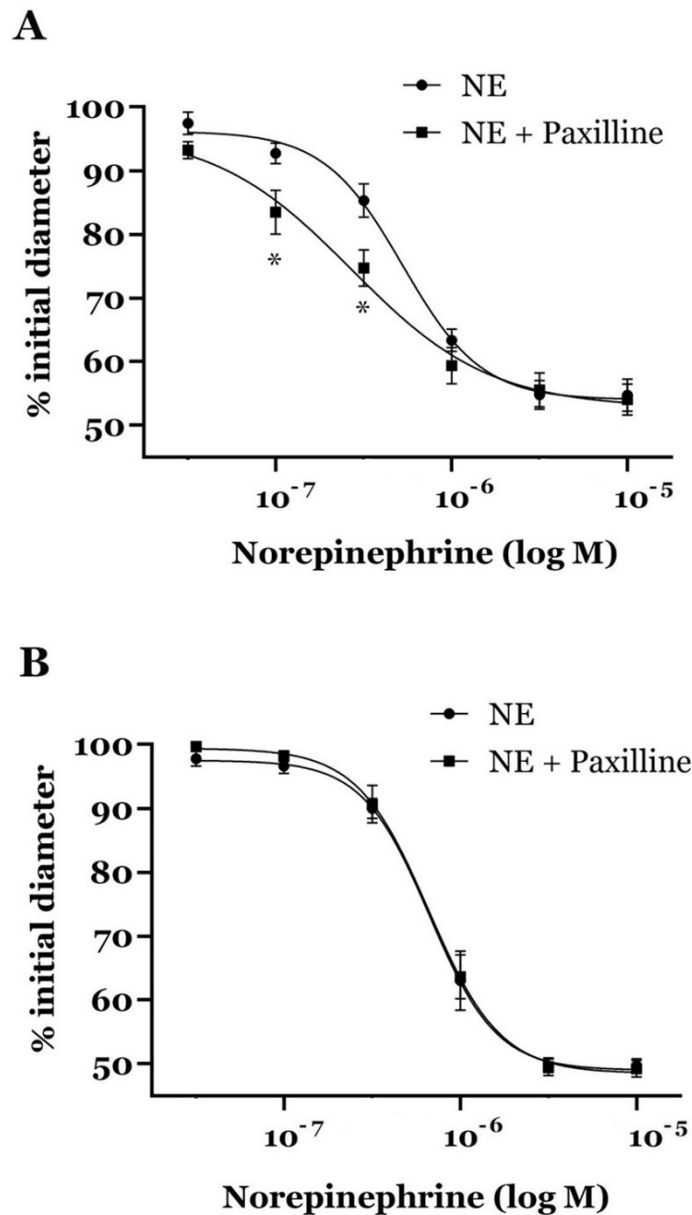 A
NE
NE + Paxilline
100
90
80
70
60
50
% initial diameter
*
*
10-7
10-6
10-5
Norepinephrine (log M)
B
NE
NE + Paxilline
100
90
80
70
60
50
% initial diameter
10-7
10-6
10-5
Norepinephrine (log M)